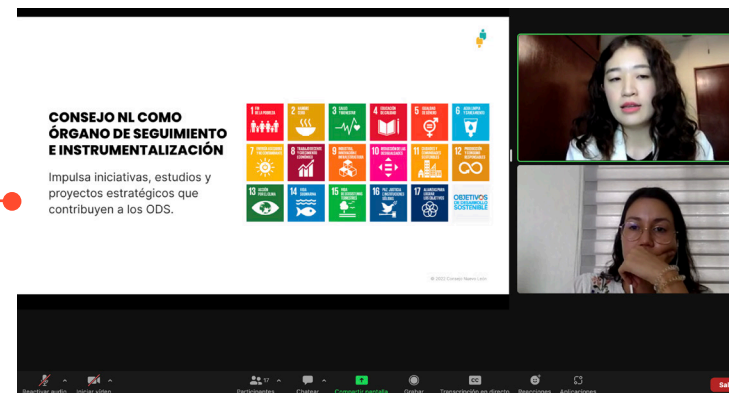 CONSEJO NL COMO
ÓRGANO DE SEGUIMIENTO
E INSTRUMENTALIZACIÓN
Impulsa iniciativas, estudios y
proyectos estratégicos que
contribuyen a los ODS.
1 FIN DE LA POBREZA
2 HAMBRE CERO
3 SALUD Y BIENESTAR
4 EDUCACIÓN DE CALIDAD
5 IGUALDAD DE GÉNERO
6 AGUA LIMPIA Y SANEAMIENTO
7
8 TRABAJO DECENTE Y CRECIMIENTO ECONÓMICO
9 INDUSTRIA, INNOVACIÓN E INFRAESTRUCTURA
10 REDUCCIÓN DE LAS DESIGUALDADES
11 CIUDADES Y COMUNIDADES SOSTENIBLES
12 PRODUCCIÓN Y CONSUMO RESPONSABLES
13 ACCIÓN POR EL CLIMA
14 VIDA SUBMARINA
15 VIDA DE ECOSISTEMAS TERRESTRES
16 PAZ, JUSTICIA E INSTITUCIONES SÓLIDAS
17 ALIANZAS PARA LOGRAR LOS OBJETIVOS
OBJETIVOS
DE DESARROLLO
SOSTENIBLE
© 2022 Consejo Nuevo León
17
CC
Reactivar audio
Iniciar video
Participantes
Chatear
Compartir pantalla
Grabar
Transcripción en directo
Reacciones
Aplicaciones
Sal